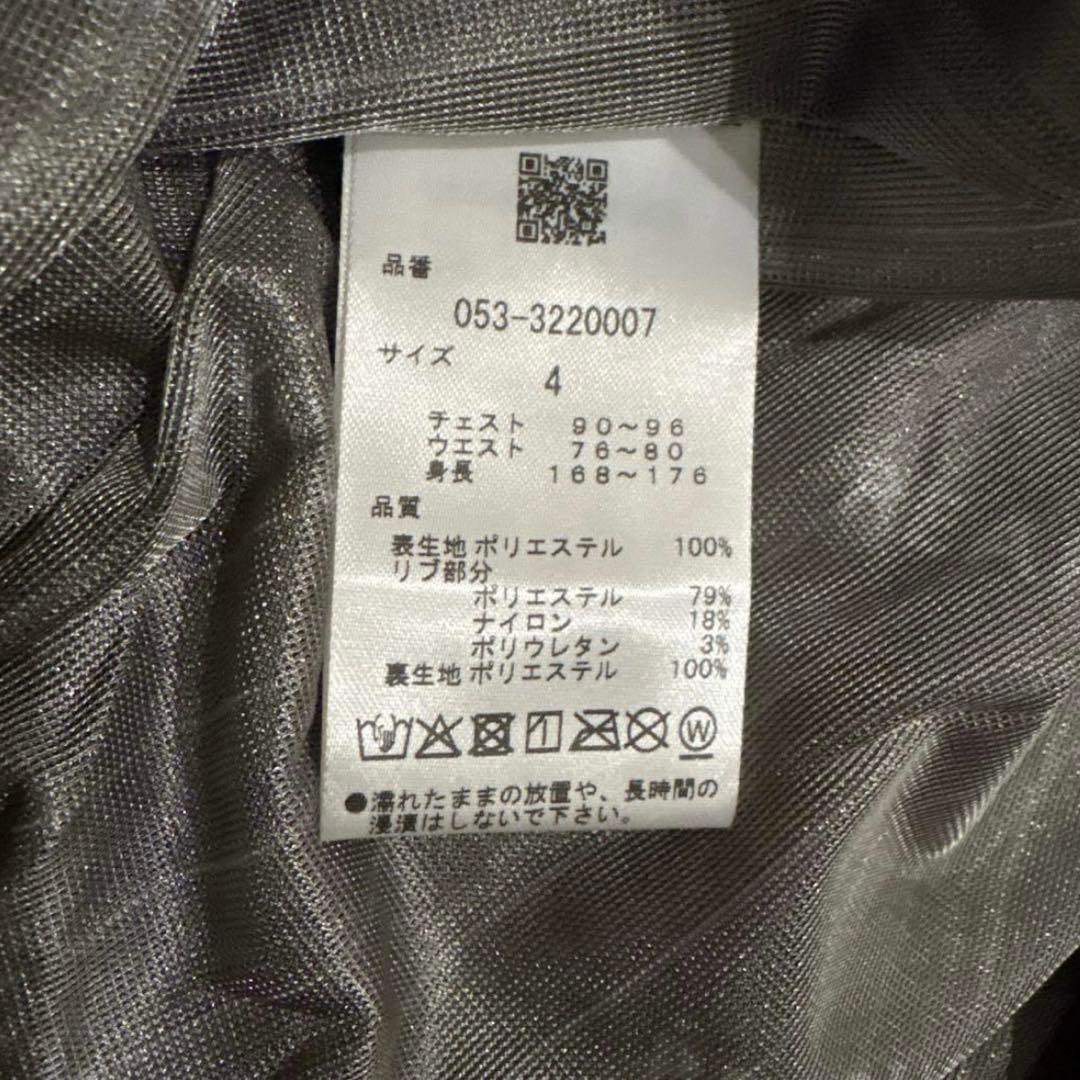 品番
053-3220007
サイズ
4
チェスト 90～96
ウエスト 76～80
身長 168～176
品質
表生地 ポリエステル 100%
リブ部分
ポリエステル 79%
ナイロン 18%
ポリウレタン 3%
裏生地 ポリエステル 100%
W
●濡れたままの放置や、長時間の
浸漬はしないで下さい。